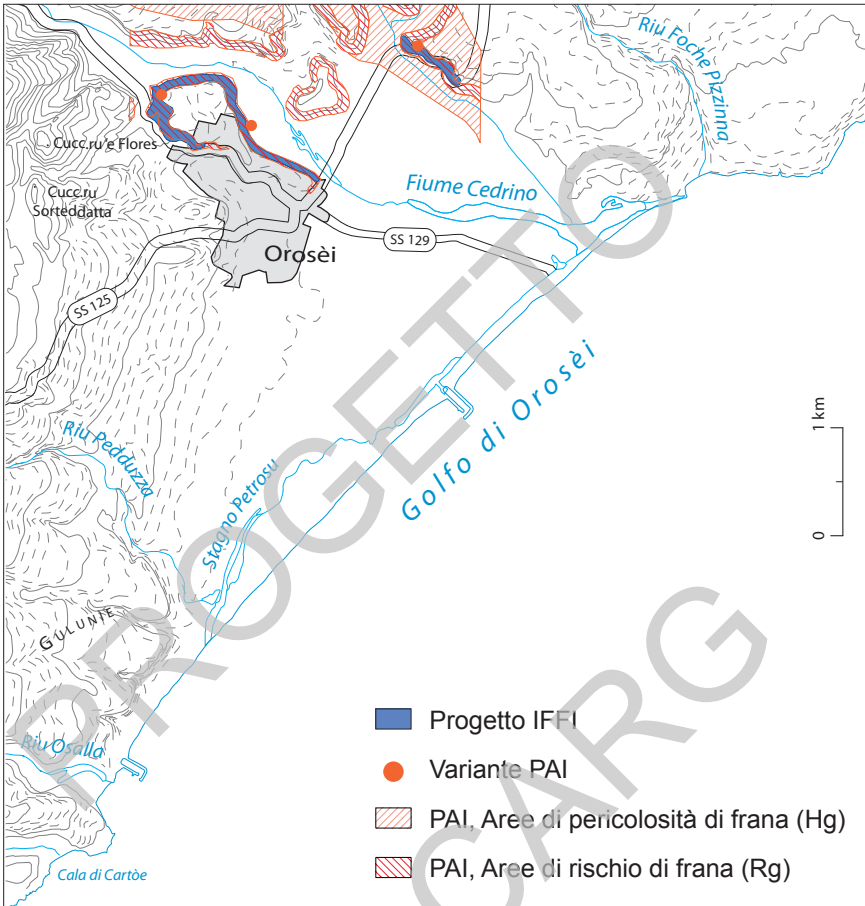 Riu Foche Pizzinna
Cucc.ru e Flores
Cucc.ru
Sorteddatta
Fiume Cedrino
Orosèi
SS 129
SS 125
Golfo di Orosèi
1 km
0
Riu Pedduzza
Stagno Petrosu
GULUNIE
Riu Osalla
Cala di Cartòe
PROGETTO
CARG
Progetto IFFI
Variante PAI
PAI, Aree di pericolosità di frana (Hg)
PAI, Aree di rischio di frana (Rg)